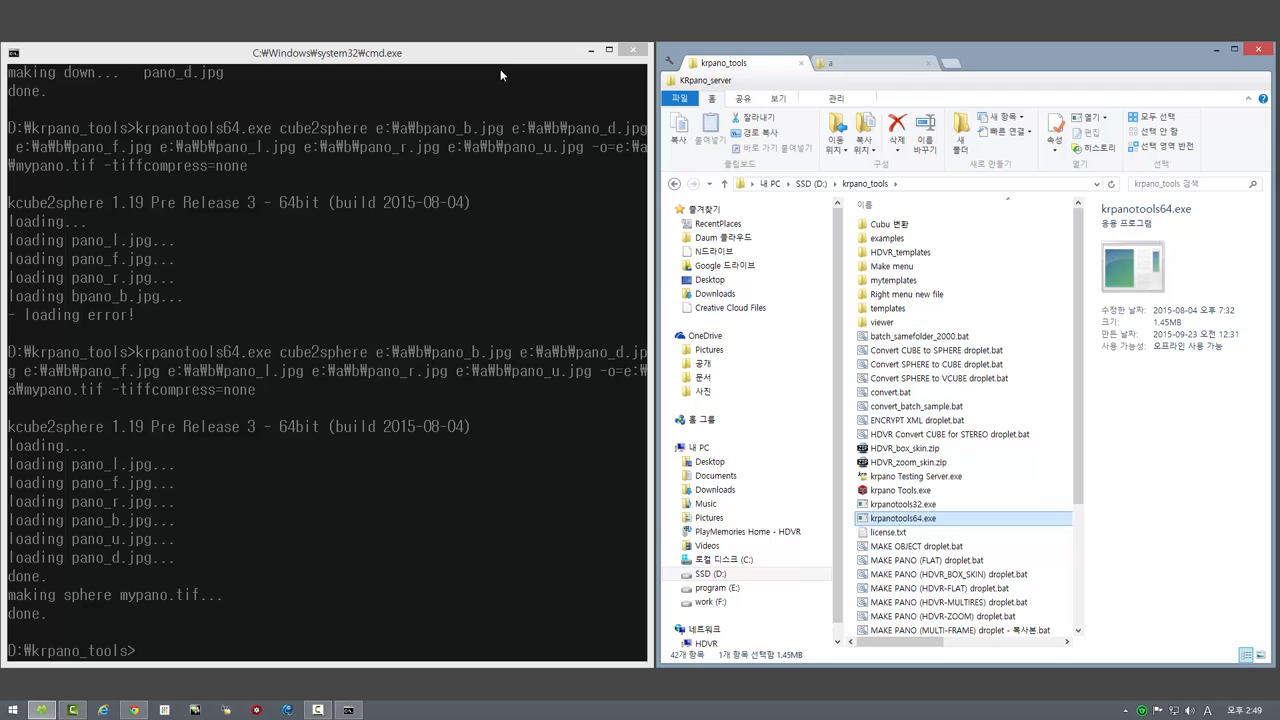 C:₩Windows₩system32₩cmd.exe
making down...   pano_d.jpg
done.
D:₩krpano_tools>krpanotools64.exe cube2sphere e:₩a₩bpano_b.jpg e:₩a₩b₩pano_d.jpg
e:₩a₩b₩pano_f.jpg e:₩a₩b₩pano_l.jpg e:₩a₩b₩pano_r.jpg e:₩a₩b₩pano_u.jpg -o=e:₩a
₩mypano.tif -tiffcompress=none
kcube2sphere 1.19 Pre Release 3 - 64bit (build 2015-08-04)
loading...
loading pano_l.jpg...
loading pano_f.jpg...
loading pano_r.jpg...
loading bpano_b.jpg...
- loading error!
D:₩krpano_tools>krpanotools64.exe cube2sphere e:₩a₩b₩pano_b.jpg e:₩a₩b₩pano_d.jp
g e:₩a₩b₩pano_f.jpg e:₩a₩b₩pano_l.jpg e:₩a₩b₩pano_r.jpg e:₩a₩b₩pano_u.jpg -o=e:₩
a₩mypano.tif -tiffcompress=none
kcube2sphere 1.19 Pre Release 3 - 64bit (build 2015-08-04)
loading...
loading pano_l.jpg...
loading pano_f.jpg...
loading pano_r.jpg...
loading pano_b.jpg...
loading pano_u.jpg...
loading pano_d.jpg...
done.
making sphere mypano.tif...
done.
D:₩krpano_tools>
krpano_tools
a
KRpano_server
파일 홈 공유 보기 관리
복사
붙여넣기
잘라내기
경로 복사
바로 가기 붙여넣기
클립보드
이동 위치
복사 위치
삭제
이름 바꾸기
구성
새 폴더
새 항목
빠른 연결
새로 만들기
속성
열기
편집
히스토리
열기
모두 선택
선택 안 함
선택 영역 반전
선택
내 PC SSD (D:) krpano_tools
krpano_tools 검색
즐겨찾기
RecentPlaces
Daum 클라우드
N드라이브
Google 드라이브
Desktop
Downloads
Creative Cloud Files
OneDrive
Pictures
공개
문서
사진
홈 그룹
내 PC
Desktop
Documents
Downloads
Music
Pictures
PlayMemories Home - HDVR
Videos
로컬 디스크 (C:)
SSD (D:)
program (E:)
work (F:)
네트워크
HDVR
이름
Cubu 변환
examples
HDVR_templates
Make menu
mytemplates
Right menu new file
templates
viewer
batch_samefolder_2000.bat
Convert CUBE to SPHERE droplet.bat
Convert SPHERE to CUBE droplet.bat
Convert SPHERE to VCUBE droplet.bat
convert.bat
convert_batch_sample.bat
ENCRYPT XML droplet.bat
HDVR Convert CUBE for STEREO droplet.bat
HDVR_box_skin.zip
HDVR_zoom_skin.zip
krpano Testing Server.exe
krpano Tools.exe
krpanotools32.exe
krpanotools64.exe
license.txt
MAKE OBJECT droplet.bat
MAKE PANO (FLAT) droplet.bat
MAKE PANO (HDVR_BOX_SKIN) droplet.bat
MAKE PANO (HDVR-FLAT) droplet.bat
MAKE PANO (HDVR-MULTIRES) droplet.bat
MAKE PANO (HDVR-ZOOM) droplet.bat
MAKE PANO (MULTI-FRAME) droplet - 복사본.bat
krpanotools64.exe
응용 프로그램
수정한 날짜: 2015-08-04 오후 7:32
크기: 1.45MB
만든 날짜: 2015-09-23 오전 12:31
사용 가능성: 오프라인 사용 가능
42개 항목 1개 항목 선택함 1.45MB
A 오후 2:49